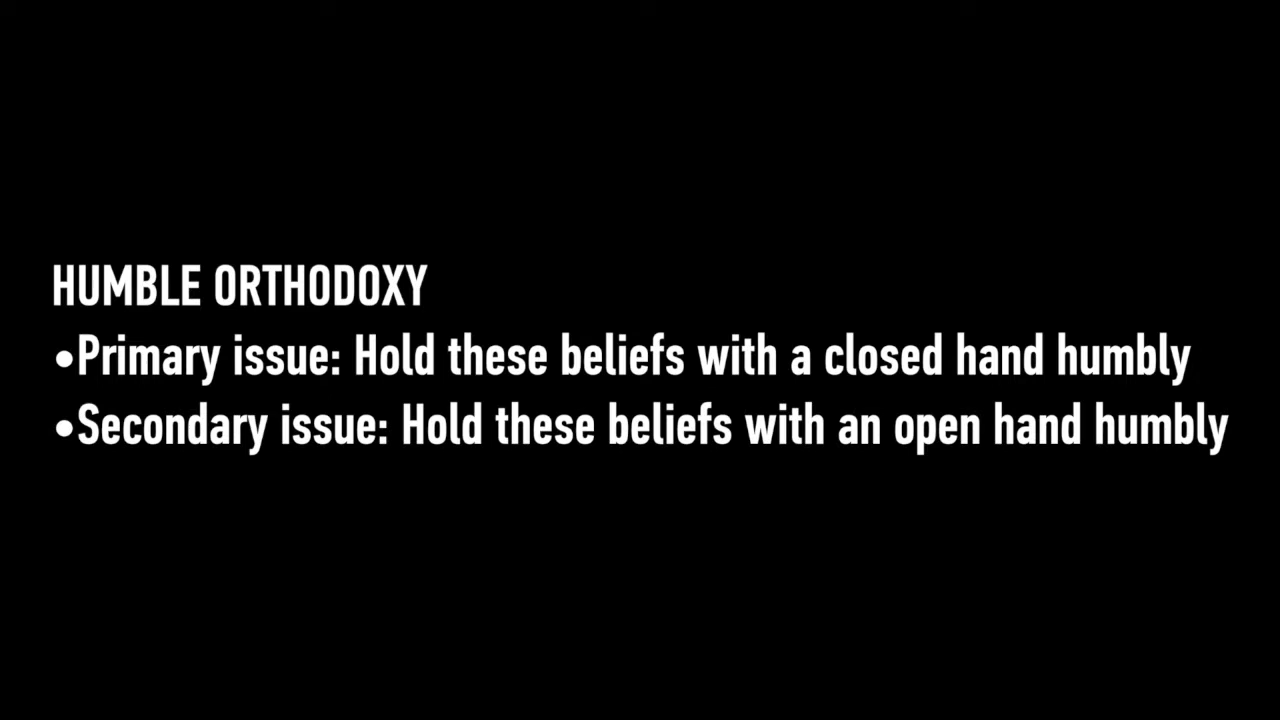 HUMBLE ORTHODOXY
•Primary issue: Hold these beliefs with a closed hand humbly
•Secondary issue: Hold these beliefs with an open hand humbly